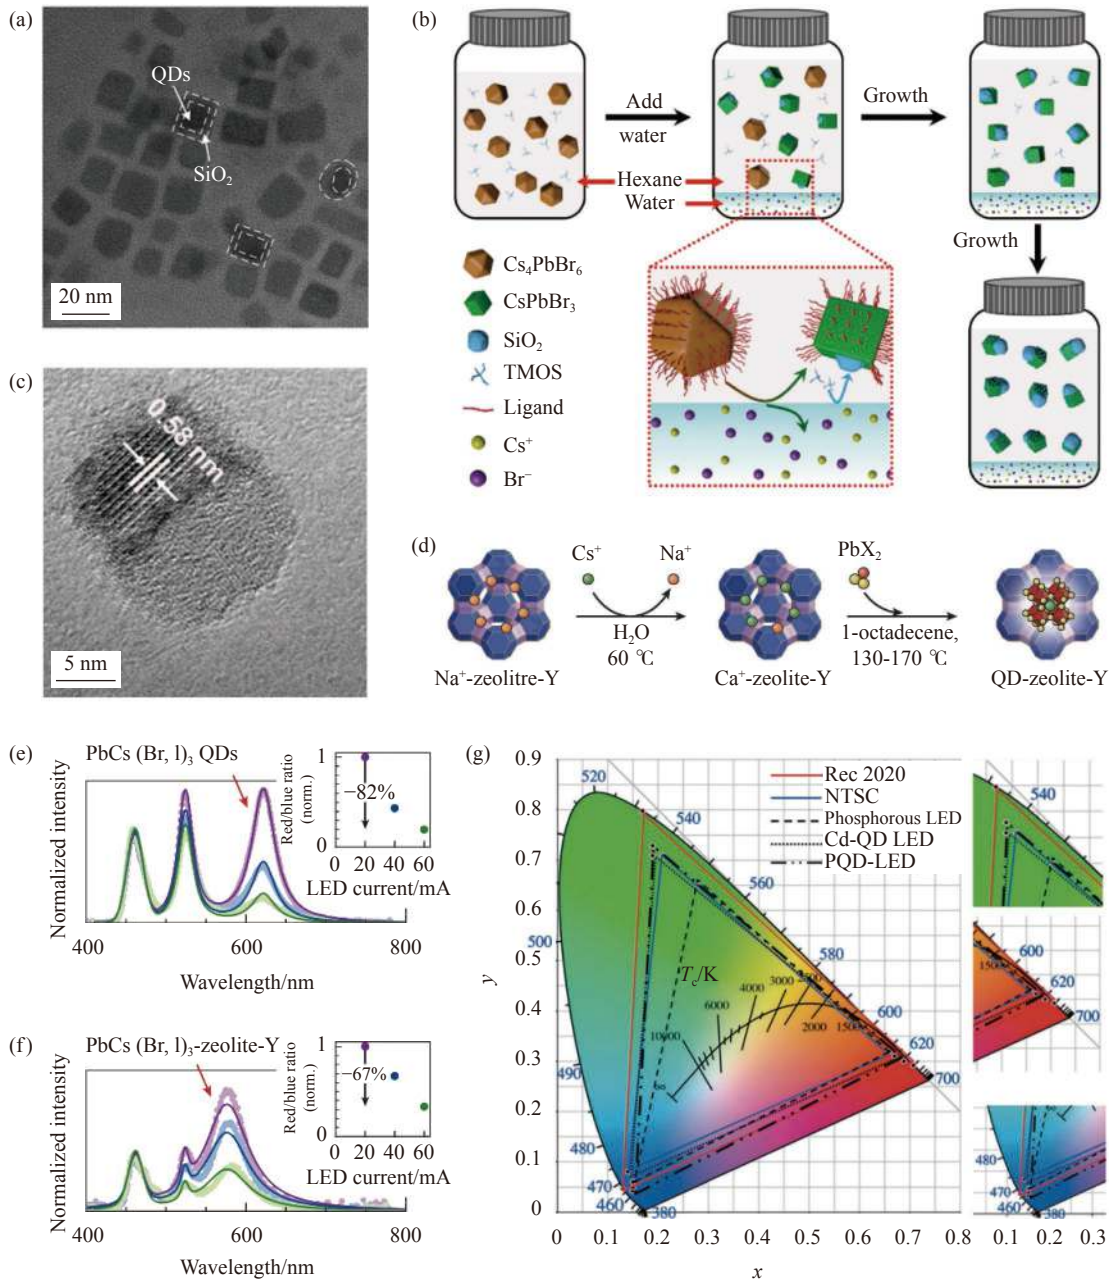 (a)
QDs
SiO₂
20 nm
(b)
Add
water
Growth
Hexane
Water
Growth
Cs₄PbBr₆
CsPbBr₃
SiO₂
TMOS
Ligand
Cs⁺
Br⁻
(c)
0.58 nm
5 nm
(d)
Cs⁺
Na⁺
PbX₂
H₂O
60 ℃
1-octadecene,
130-170 ℃
Na⁺-zeolitre-Y
Ca⁺-zeolite-Y
QD-zeolite-Y
(e)
PbCs (Br, l)₃ QDs
Normalized intensity
400 600 800
Wavelength/nm
Red/blue ratio
(norm.)
1
0
−82%
0 20 40 60
LED current/mA
(f)
PbCs (Br, l)₃-zeolite-Y
Normalized intensity
400 600 800
Wavelength/nm
Red/blue ratio
(norm.)
1
0
−67%
0 20 40 60
LED current/mA
(g)
0.9
0.8
0.7
0.6
0.5
0.4
0.3
0.2
0.1
0
y
0 0.1 0.2 0.3 0.4 0.5 0.6 0.7 0.8
x
Rec 2020
NTSC
Phosphorous LED
Cd-QD LED
PQD-LED
520
540
560
580
600
620
700
500
490
480
470
460
380
T꜀/K
6000
4000
3000
2000
1500
∞
540
600
620
700
1500
480
470
460
380
0.1 0.2 0.3